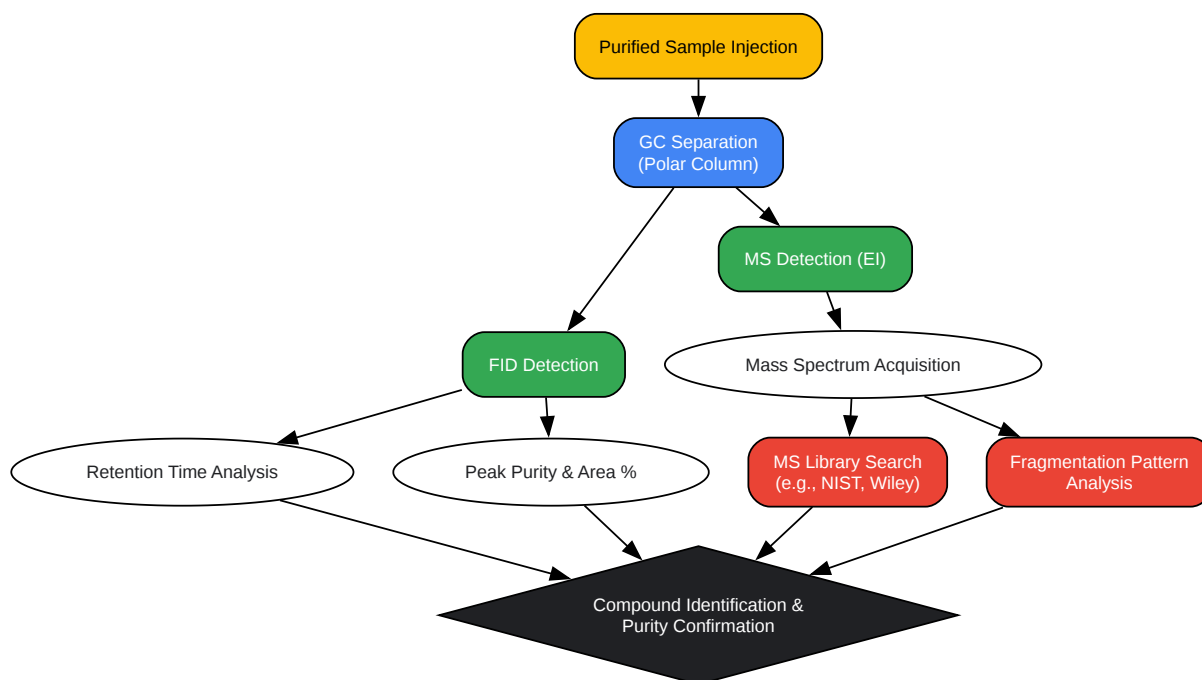 Purified Sample Injection
GC Separation
(Polar Column)
MS Detection (EI)
FID Detection
Mass Spectrum Acquisition
Retention Time Analysis
Peak Purity & Area %
MS Library Search
(e.g., NIST, Wiley)
Fragmentation Pattern
Analysis
Compound Identification &
Purity Confirmation